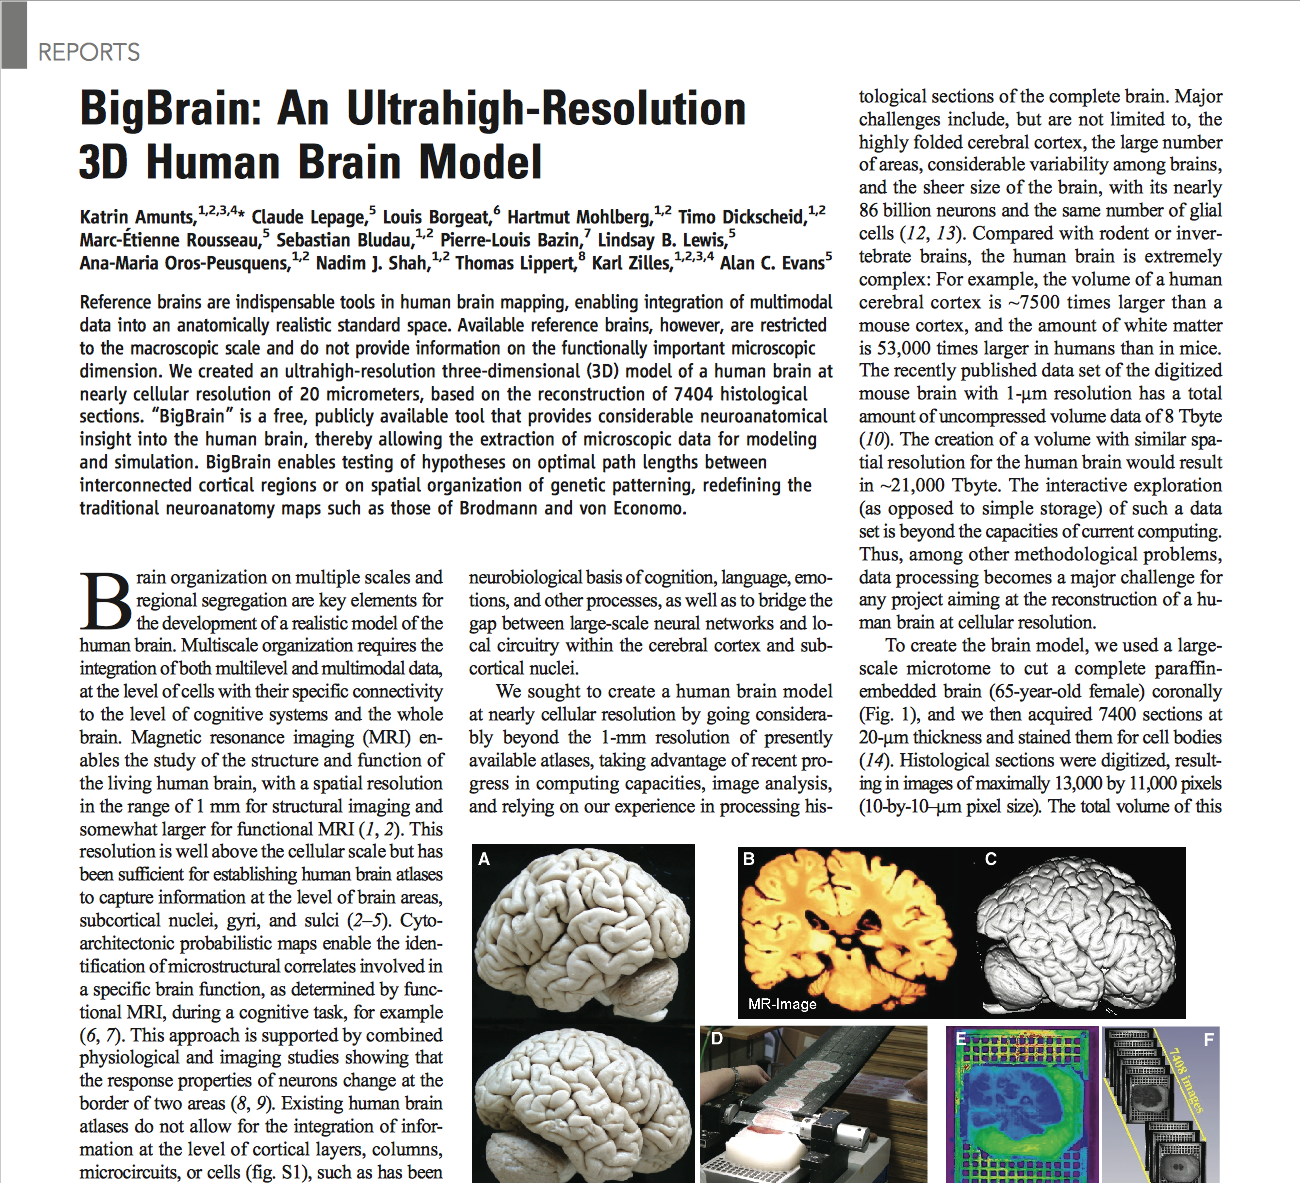 REPORTS
BigBrain: An Ultrahigh-Resolution
3D Human Brain Model
Katrin Amunts,1,2,3,4* Claude Lepage,5 Louis Borgeat,6 Hartmut Mohlberg,1,2 Timo Dickscheid,1,2
Marc-Étienne Rousseau,5 Sebastian Bludau,1,2 Pierre-Louis Bazin,7 Lindsay B. Lewis,5
Ana-Maria Oros-Peusquens,1,2 Nadim J. Shah,1,2 Thomas Lippert,8 Karl Zilles,1,2,3,4 Alan C. Evans5
Reference brains are indispensable tools in human brain mapping, enabling integration of multimodal
data into an anatomically realistic standard space. Available reference brains, however, are restricted
to the macroscopic scale and do not provide information on the functionally important microscopic
dimension. We created an ultrahigh-resolution three-dimensional (3D) model of a human brain at
nearly cellular resolution of 20 micrometers, based on the reconstruction of 7404 histological
sections. “BigBrain” is a free, publicly available tool that provides considerable neuroanatomical
insight into the human brain, thereby allowing the extraction of microscopic data for modeling
and simulation. BigBrain enables testing of hypotheses on optimal path lengths between
interconnected cortical regions or on spatial organization of genetic patterning, redefining the
traditional neuroanatomy maps such as those of Brodmann and von Economo.
Brain organization on multiple scales and
regional segregation are key elements for
the development of a realistic model of the
human brain. Multiscale organization requires the
integration of both multilevel and multimodal data,
at the level of cells with their specific connectivity
to the level of cognitive systems and the whole
brain. Magnetic resonance imaging (MRI) en-
ables the study of the structure and function of
the living human brain, with a spatial resolution
in the range of 1 mm for structural imaging and
somewhat larger for functional MRI (1, 2). This
resolution is well above the cellular scale but has
been sufficient for establishing human brain atlases
to capture information at the level of brain areas,
subcortical nuclei, gyri, and sulci (2–5). Cyto-
architectonic probabilistic maps enable the iden-
tification of microstructural correlates involved in
a specific brain function, as determined by func-
tional MRI, during a cognitive task, for example
(6, 7). This approach is supported by combined
physiological and imaging studies showing that
the response properties of neurons change at the
border of two areas (8, 9). Existing human brain
atlases do not allow for the integration of infor-
mation at the level of cortical layers, columns,
microcircuits, or cells (fig. S1), such as has been
neurobiological basis of cognition, language, emo-
tions, and other processes, as well as to bridge the
gap between large-scale neural networks and lo-
cal circuitry within the cerebral cortex and sub-
cortical nuclei.
We sought to create a human brain model
at nearly cellular resolution by going considera-
bly beyond the 1-mm resolution of presently
available atlases, taking advantage of recent pro-
gress in computing capacities, image analysis,
and relying on our experience in processing his-
tological sections of the complete brain. Major
challenges include, but are not limited to, the
highly folded cerebral cortex, the large number
of areas, considerable variability among brains,
and the sheer size of the brain, with its nearly
86 billion neurons and the same number of glial
cells (12, 13). Compared with rodent or inver-
tebrate brains, the human brain is extremely
complex: For example, the volume of a human
cerebral cortex is ~7500 times larger than a
mouse cortex, and the amount of white matter
is 53,000 times larger in humans than in mice.
The recently published data set of the digitized
mouse brain with 1-μm resolution has a total
amount of uncompressed volume data of 8 Tbyte
(10). The creation of a volume with similar spa-
tial resolution for the human brain would result
in ~21,000 Tbyte. The interactive exploration
(as opposed to simple storage) of such a data
set is beyond the capacities of current computing.
Thus, among other methodological problems,
data processing becomes a major challenge for
any project aiming at the reconstruction of a hu-
man brain at cellular resolution.
To create the brain model, we used a large-
scale microtome to cut a complete paraffin-
embedded brain (65-year-old female) coronally
(Fig. 1), and we then acquired 7400 sections at
20-μm thickness and stained them for cell bodies
(14). Histological sections were digitized, result-
ing in images of maximally 13,000 by 11,000 pixels
(10-by-10–μm pixel size). The total volume of this
A
B
C
MR-Image
D
E
F
7408 images